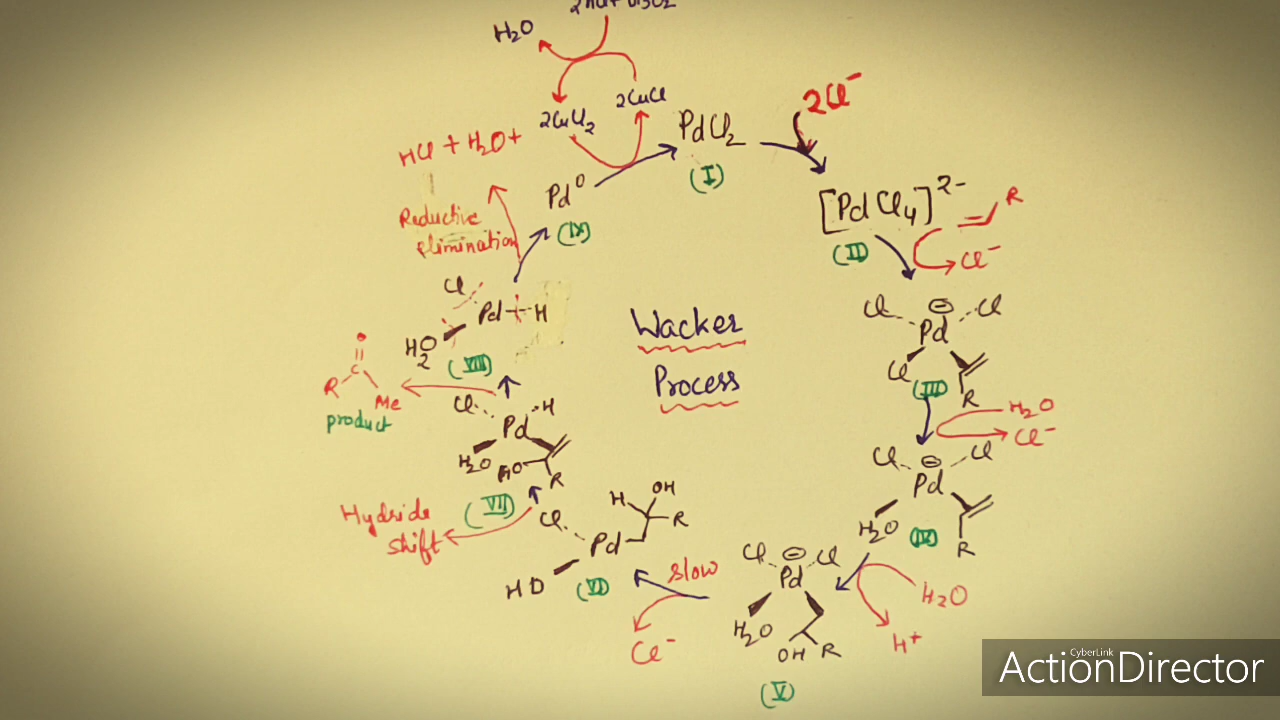 H₂O
2CuCl₂
2CuCl
HCl + H₂O +
Reductive
elimination
Pd⁰
(IX)
PdCl₂
(I)
2Cl⁻
[PdCl₄]²⁻
(II)
R
Cl⁻
Cl
Pd
⊖
Cl
Cl
(III)
R
H₂O
Cl⁻
Cl
Pd
⊖
Cl
H₂O
(IV)
R
H₂O
H⁺
Cl
Pd
⊖
Cl
H₂O
OH
R
(V)
slow
Cl⁻
H
OH
R
Cl
Pd
HO
(VI)
Hydride
shift
(VII)
Cl
Pd
H
H₂O
HO
R
R
C
Me
product
Cl
Pd
H
H₂O
(VIII)
Wacker
Process
CyberLink
ActionDirector